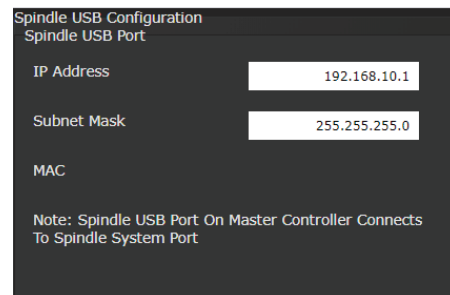 Spindle USB Configuration
Spindle USB Port
IP Address
192.168.10.1
Subnet Mask
255.255.255.0
MAC
Note: Spindle USB Port On Master Controller Connects
To Spindle System Port